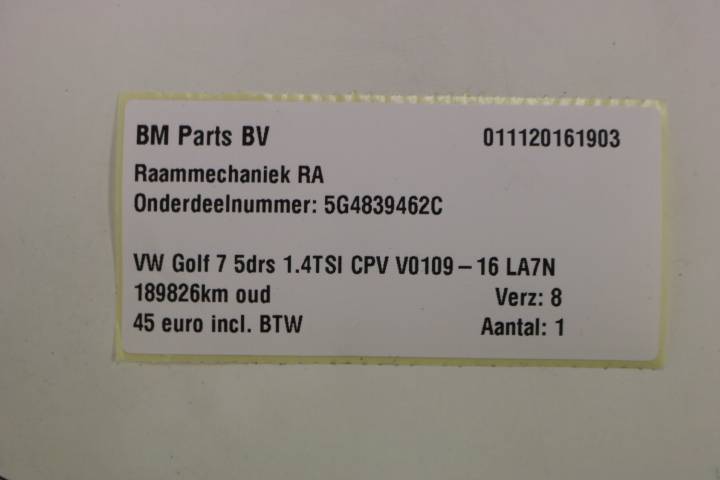 BM Parts BV 011120161903
Raammechaniek RA
Onderdeelnummer: 5G4839462C
VW Golf 7 5drs 1.4TSI CPV V0109-16 LA7N
189826km oud Verz: 8
45 euro incl. BTW Aantal: 1